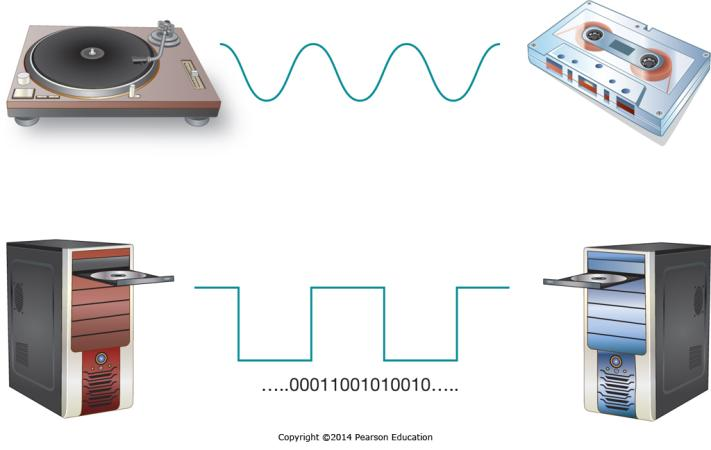 .....00011001010010.....
Copyright ©2014 Pearson Education